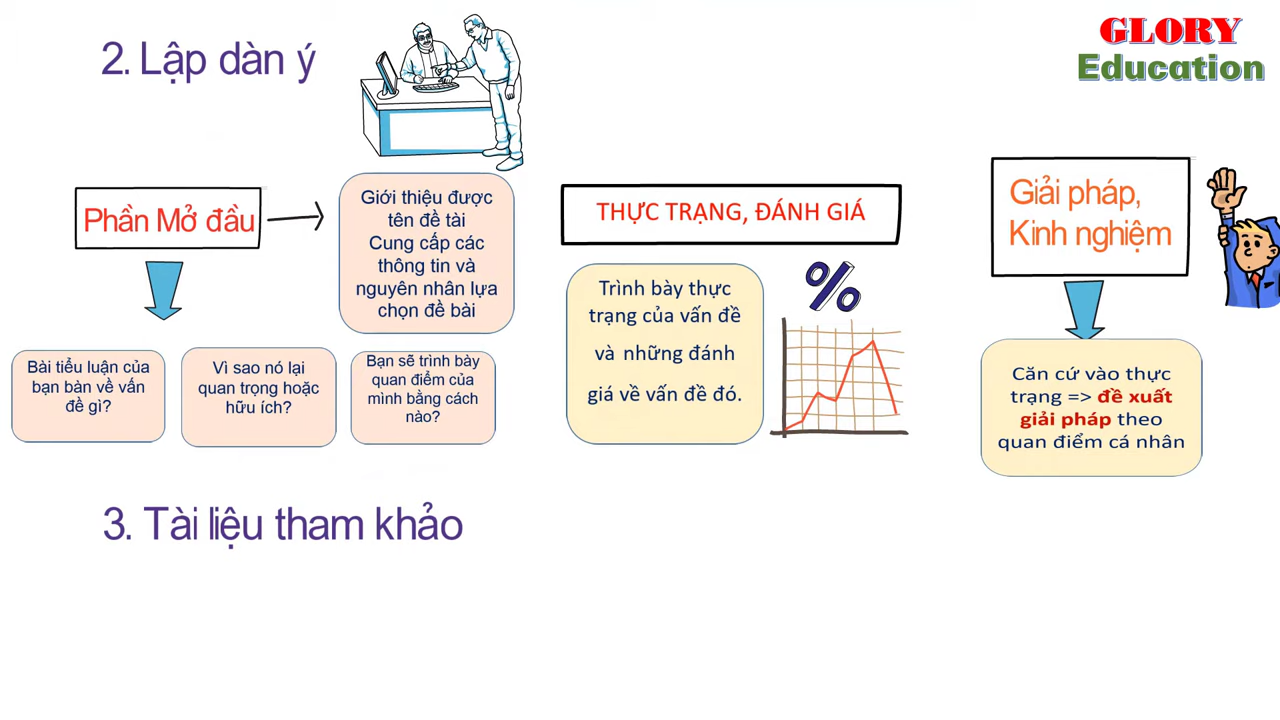 2. Lập dàn ý
GLORY
Education
Phần Mở đầu
Giới thiệu được
tên đề tài
Cung cấp các
thông tin và
nguyên nhân lựa
chọn đề bài
Bài tiểu luận của
bạn bàn về vấn
đề gì?
Vì sao nó lại
quan trọng hoặc
hữu ích?
Bạn sẽ trình bày
quan điểm của
mình bằng cách
nào?
THỰC TRẠNG, ĐÁNH GIÁ
Trình bày thực
trạng của vấn đề
và những đánh
giá về vấn đề đó.
%
Giải pháp,
Kinh nghiệm
Căn cứ vào thực
trạng => đề xuất
giải pháp theo
quan điểm cá nhân
3. Tài liệu tham khảo